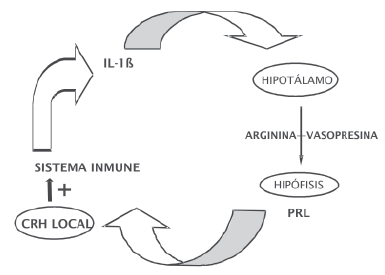 IL-1ß
HIPOTÁLAMO
ARGININA-VASOPRESINA
SISTEMA INMUNE
+
HIPÓFISIS
PRL
CRH LOCAL